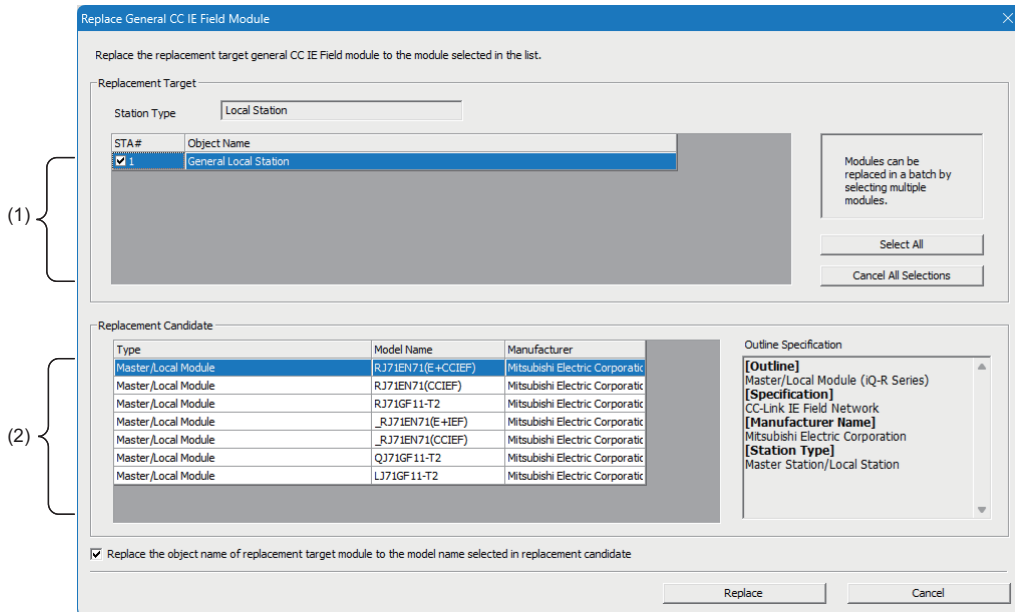 Replace General CC IE Field Module
Replace the replacement target general CC IE Field module to the module selected in the list.
Replacement Target
Station Type Local Station
STA# Object Name
1 General Local Station
Modules can be
replaced in a batch by
selecting multiple
modules.
(1)
Select All
Cancel All Selections
Replacement Candidate
Type Model Name Manufacturer
Master/Local Module RJ71EN71(E+CCIEF) Mitsubishi Electric Corporatic
Master/Local Module RJ71EN71(CCIEF) Mitsubishi Electric Corporatic
Master/Local Module RJ71GF11-T2 Mitsubishi Electric Corporatic
Master/Local Module _RJ71EN71(E+IEF) Mitsubishi Electric Corporatic
Master/Local Module _RJ71EN71(CCIEF) Mitsubishi Electric Corporatic
Master/Local Module QJ71GF11-T2 Mitsubishi Electric Corporatic
Master/Local Module LJ71GF11-T2 Mitsubishi Electric Corporatic
(2)
Outline Specification
[Outline]
Master/Local Module (iQ-R Series)
[Specification]
CC-Link IE Field Network
[Manufacturer Name]
Mitsubishi Electric Corporation
[Station Type]
Master Station/Local Station
Replace the object name of replacement target module to the model name selected in replacement candidate
Replace
Cancel